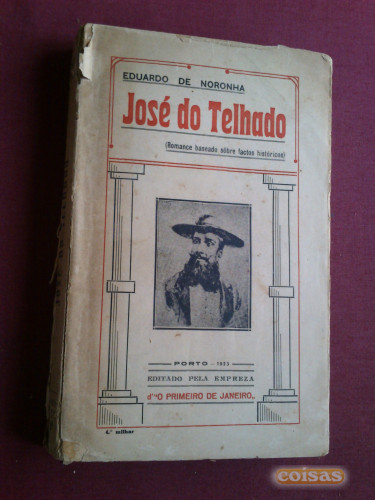 EDUARDO DE NORONHA
José do Telhado
(Romance baseado sôbre factos históricos)
PORTO - 1923
EDITADO PELA EMPREZA
d'"O PRIMEIRO DE JANEIRO"
4.º milhar
coisas